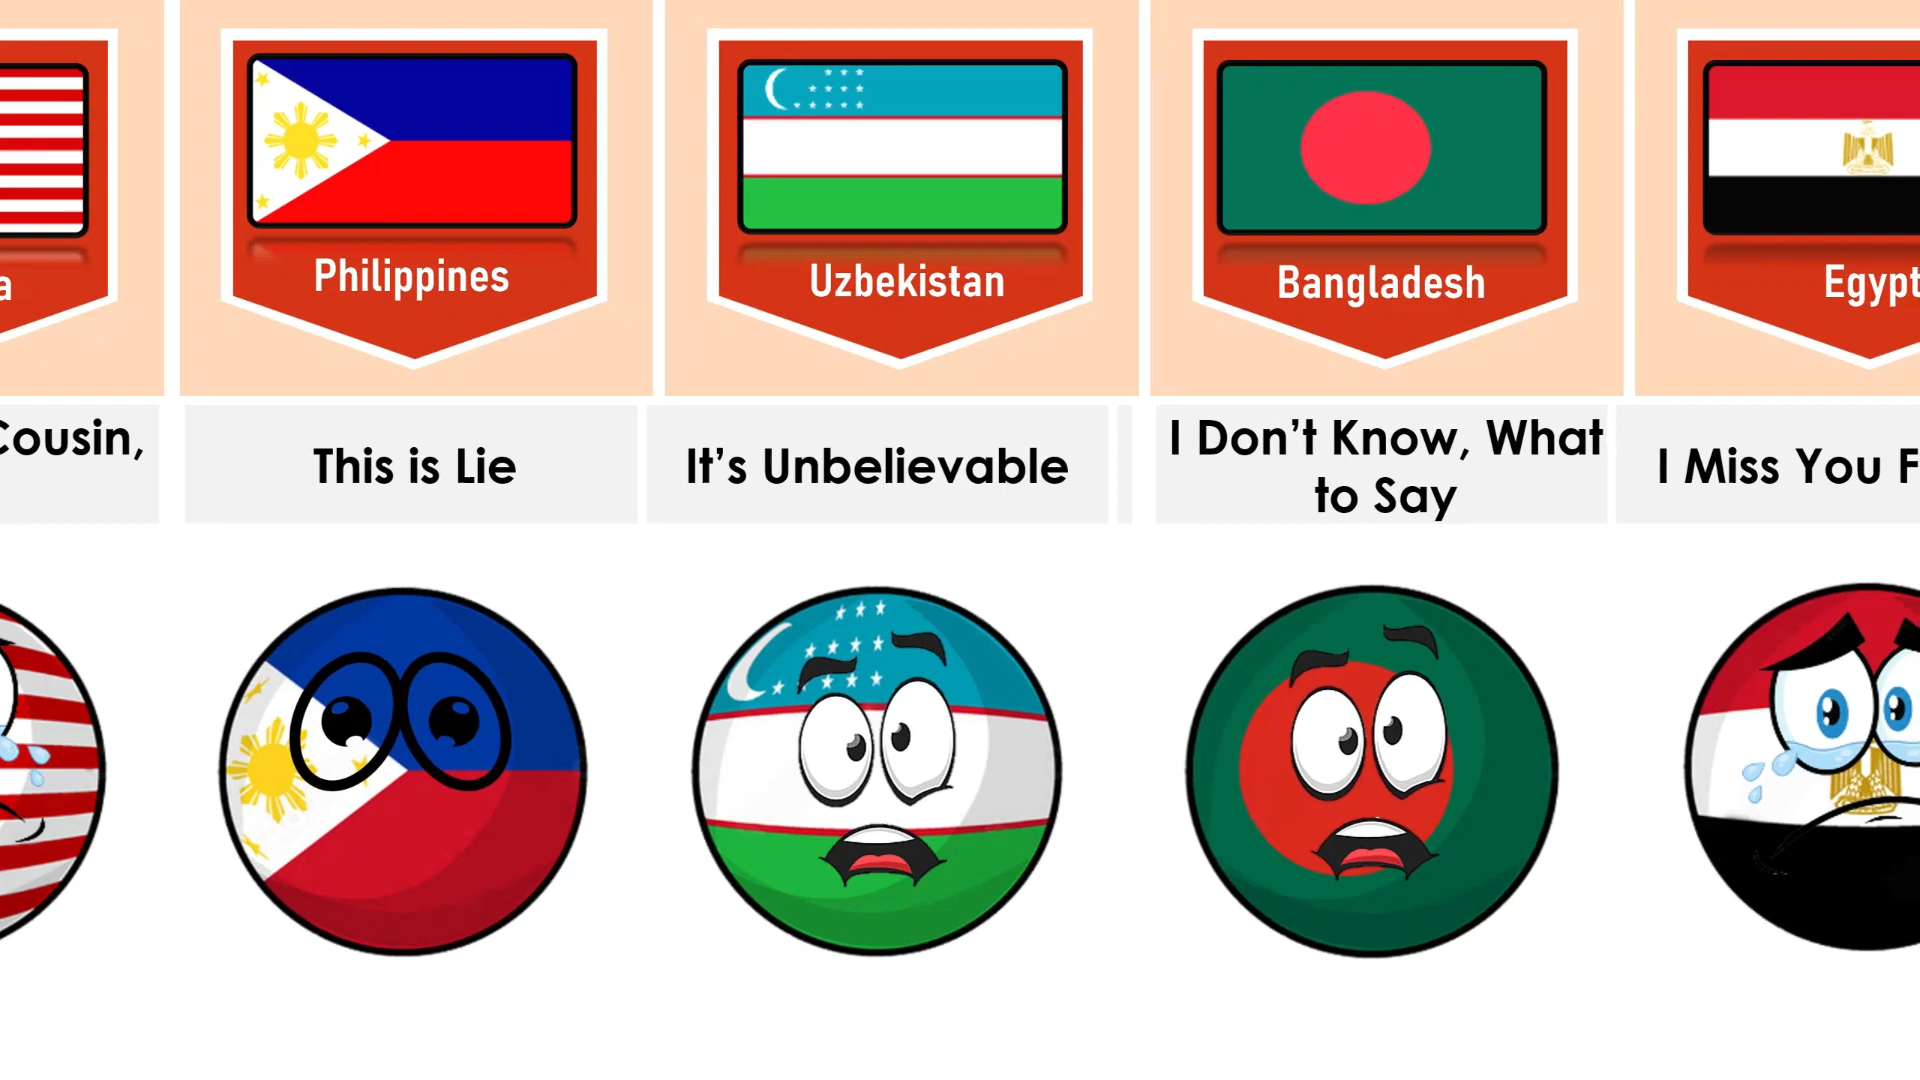 a
Philippines
Uzbekistan
Bangladesh
Egypt
Cousin,
This is Lie
It’s Unbelievable
I Don’t Know, What
to Say
I Miss You F